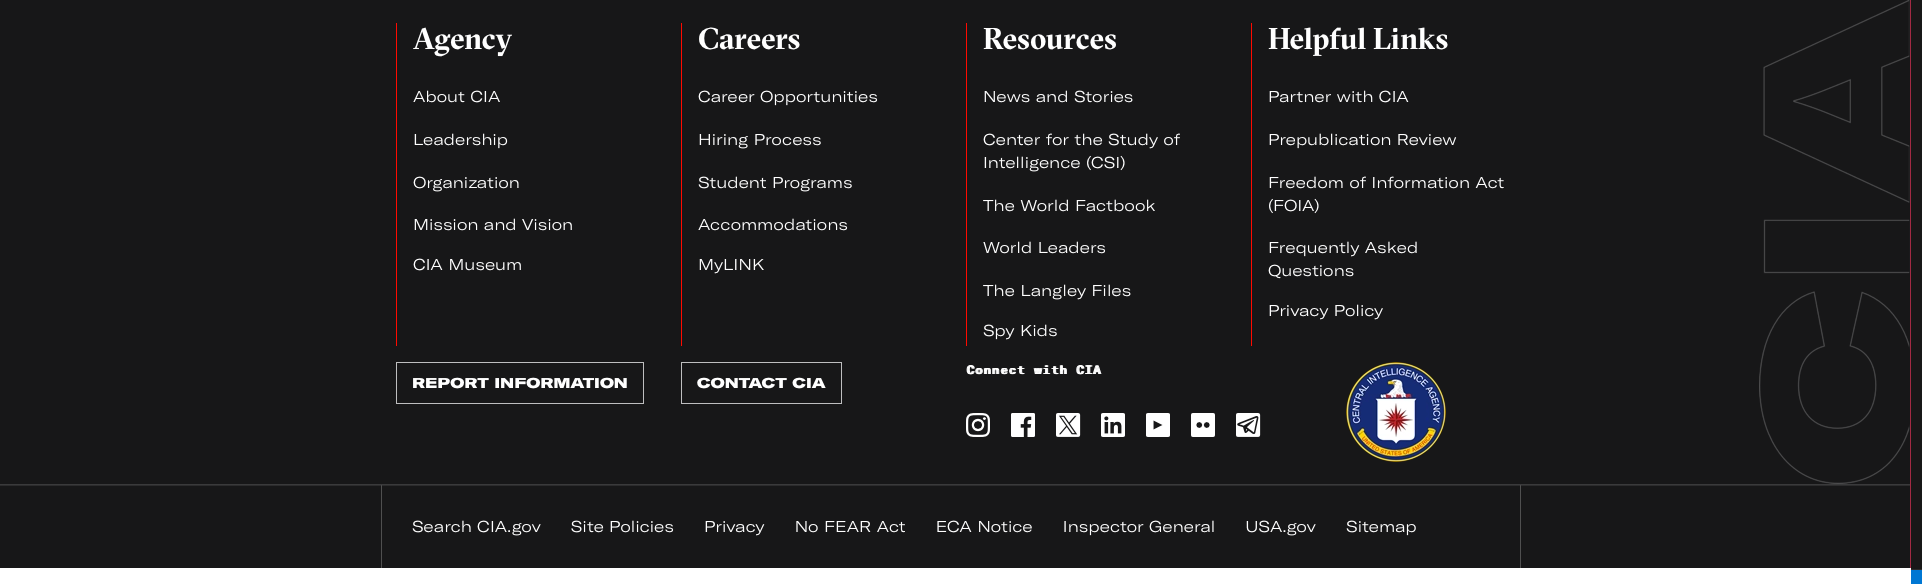 Agency
About CIA
Leadership
Organization
Mission and Vision
CIA Museum
Careers
Career Opportunities
Hiring Process
Student Programs
Accommodations
MyLINK
Resources
News and Stories
Center for the Study of
Intelligence (CSI)
The World Factbook
World Leaders
The Langley Files
Spy Kids
Helpful Links
Partner with CIA
Prepublication Review
Freedom of Information Act
(FOIA)
Frequently Asked
Questions
Privacy Policy
REPORT INFORMATION
CONTACT CIA
Connect with CIA
CENTRAL INTELLIGENCE AGENCY
UNITED STATES OF AMERICA
CIA
Search CIA.gov Site Policies Privacy No FEAR Act ECA Notice Inspector General USA.gov Sitemap